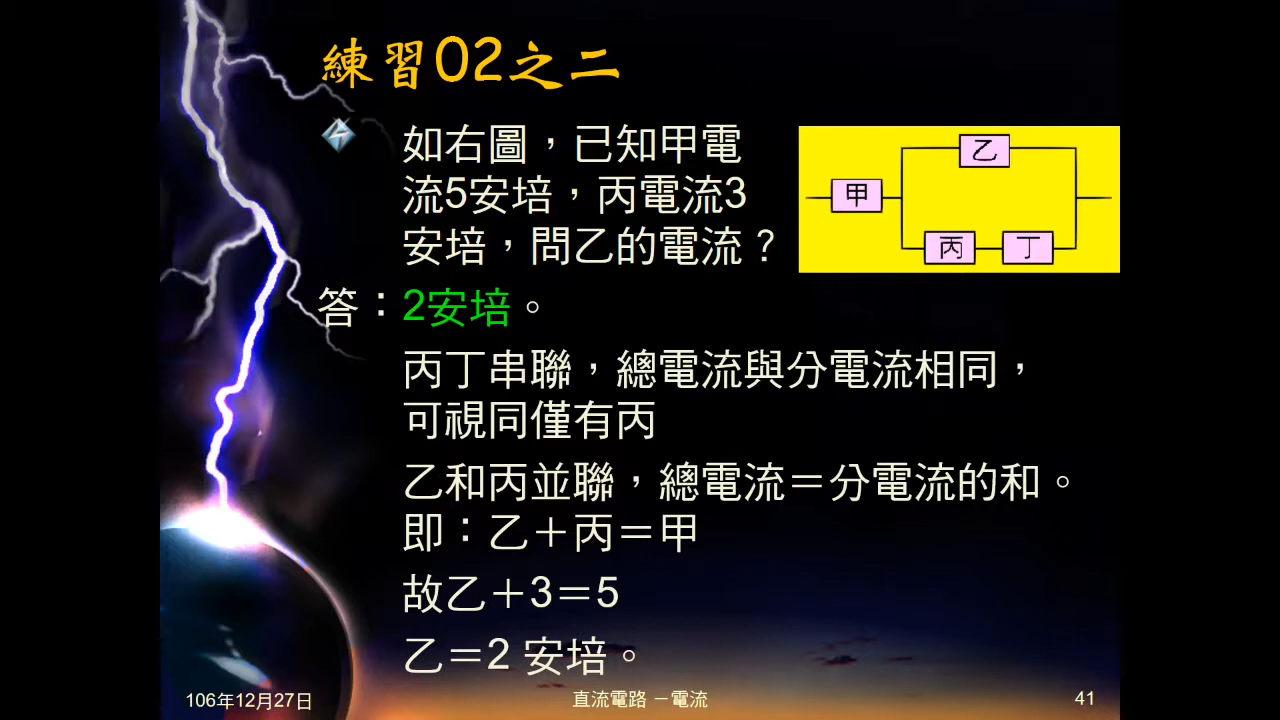 練習02之二
如右圖，已知甲電
流5安培，丙電流3
安培，問乙的電流？
甲
乙
丙
丁
答：2安培。
丙丁串聯，總電流與分電流相同，
可視同僅有丙
乙和丙並聯，總電流＝分電流的和。
即：乙＋丙＝甲
故乙＋3＝5
乙＝2 安培。
106年12月27日
直流電路 －電流
41